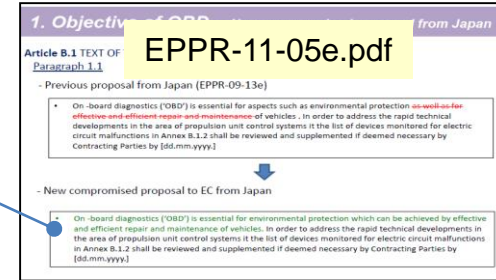 1. Objective of OBD
from Japan
EPPR-11-05e.pdf
Article B.1 TEXT OF
Paragraph 1.1
- Previous proposal from Japan (EPPR-09-13e)
• On -board diagnostics ('OBD') is essential for aspects such as environmental protection as well as for
effective and efficient repair and maintenance of vehicles . In order to address the rapid technical
developments in the area of propulsion unit control systems it the list of devices monitored for electric
circuit malfunctions in Annex B.1.2 shall be reviewed and supplemented if deemed necessary by
Contracting Parties by [dd.mm.yyyy.]
- New compromised proposal to EC from Japan
• On -board diagnostics ('OBD') is essential for environmental protection which can be achieved by effective
and efficient repair and maintenance of vehicles. In order to address the rapid technical developments in
the area of propulsion unit control systems it the list of devices monitored for electric circuit malfunctions
in Annex B.1.2 shall be reviewed and supplemented if deemed necessary by Contracting Parties by
[dd.mm.yyyy.]